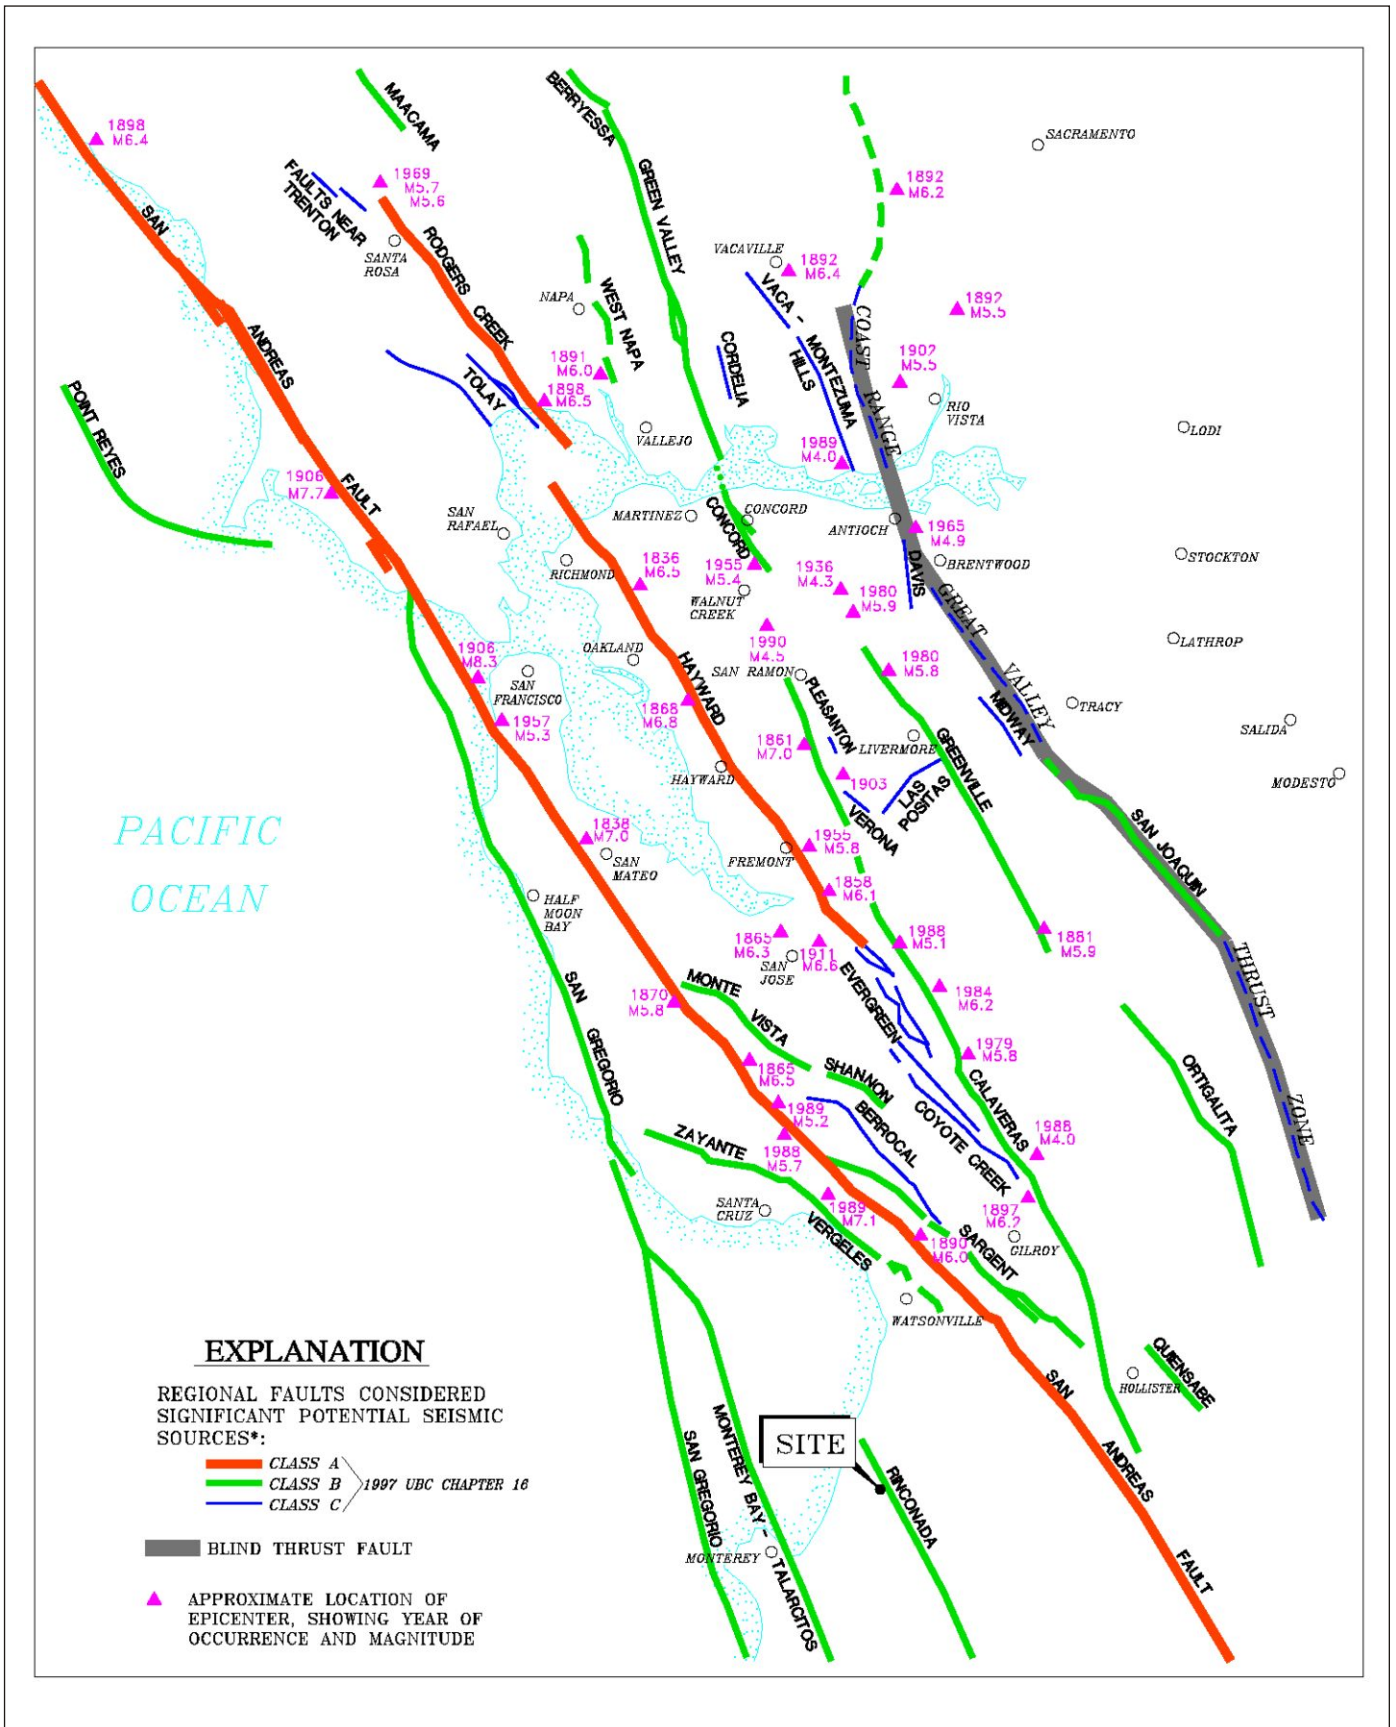 MAACAMA
BERRYESSA
SACRAMENTO
1898
M6.4
1969
M5.7
M5.6
FAULTS NEAR
TRENTON
GREEN VALLEY
1892
M6.2
SAN
SANTA
ROSA
RODGERS
CREEK
VACAVILLE
1892
M6.4
NAPA
WEST NAPA
VACA - MONTEZUMA
HILLS
1892
M5.5
COAST
RANGE
ANDREAS
TOLAY
1891
M6.0
1898
M6.5
CORDELIA
1902
M5.5
RIO
VISTA
POINT REYES
VALLEJO
LODI
1989
M4.0
1906
M7.7
FAULT
SAN
RAFAEL
MARTINEZ
CONCORD
CONCORD
ANTIOCH
1965
M4.9
DAVIS
BRENTWOOD
STOCKTON
RICHMOND
1836
M6.5
1955
M5.4
WALNUT
CREEK
1936
M4.3
1980
M5.9
GREAT
VALLEY
1990
M4.5
LATHROP
OAKLAND
HAYWARD
SAN RAMON
1980
M5.8
1906
M8.3
SAN
FRANCISCO
1868
M6.8
PLEASANTON
MIDWAY
TRACY
SALIDA
1957
M5.3
1861
M7.0
LIVERMORE
GREENVILLE
HAYWARD
1903
LAS
POSITAS
MODESTO
VERONA
SAN JOAQUIN
PACIFIC
OCEAN
1838
M7.0
SAN
MATEO
FREMONT
1955
M5.8
1858
M6.1
HALF
MOON
BAY
1865
M6.3
SAN
JOSE
1911
M6.6
1988
M5.1
1881
M5.9
THRUST
ZONE
EVERGREEN
1984
M6.2
SAN
GREGORIO
1870
M5.8
MONTE
VISTA
SHANNON
1979
M5.8
1865
M6.5
CALAVERAS
ORTIGALITA
1989
M5.2
1988
M5.7
BERROCAL
COYOTE CREEK
1988
M4.0
ZAYANTE
VERGELES
SANTA
CRUZ
1989
M7.1
1897
M6.2
GILROY
1890
M6.0
SARGENT
WATSONVILLE
QUIENSABE
HOLLISTER
EXPLANATION
REGIONAL FAULTS CONSIDERED
SIGNIFICANT POTENTIAL SEISMIC
SOURCES*:
CLASS A
CLASS B
CLASS C
1997 UBC CHAPTER 16
BLIND THRUST FAULT
APPROXIMATE LOCATION OF
EPICENTER, SHOWING YEAR OF
OCCURRENCE AND MAGNITUDE
SAN GREGORIO
MONTEREY BAY -
TALARCITOS
MONTEREY
SITE
RINCONADA
SAN
ANDREAS
FAULT